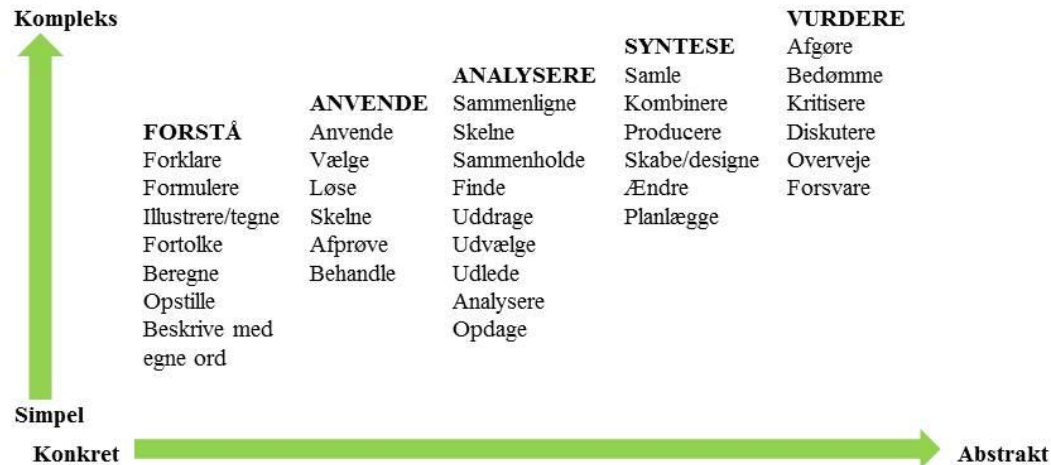 Kompleks
VURDERE
Afgøre
Bedømme
Kritisere
Diskutere
Overveje
Forsvare
SYNTESE
Samle
Kombinere
Producere
Skabe/designe
Ændre
Planlægge
ANALYSERE
Sammenligne
Skelne
Sammenholde
Finde
Uddrage
Udvælge
Udlede
Analysere
Opdage
ANVENDE
Anvende
Vælge
Løse
Skelne
Afprøve
Behandle
FORSTÅ
Forklare
Formulere
Illustrere/tegne
Fortolke
Beregne
Opstille
Beskrive med
egne ord
Simpel
Konkret
Abstrakt